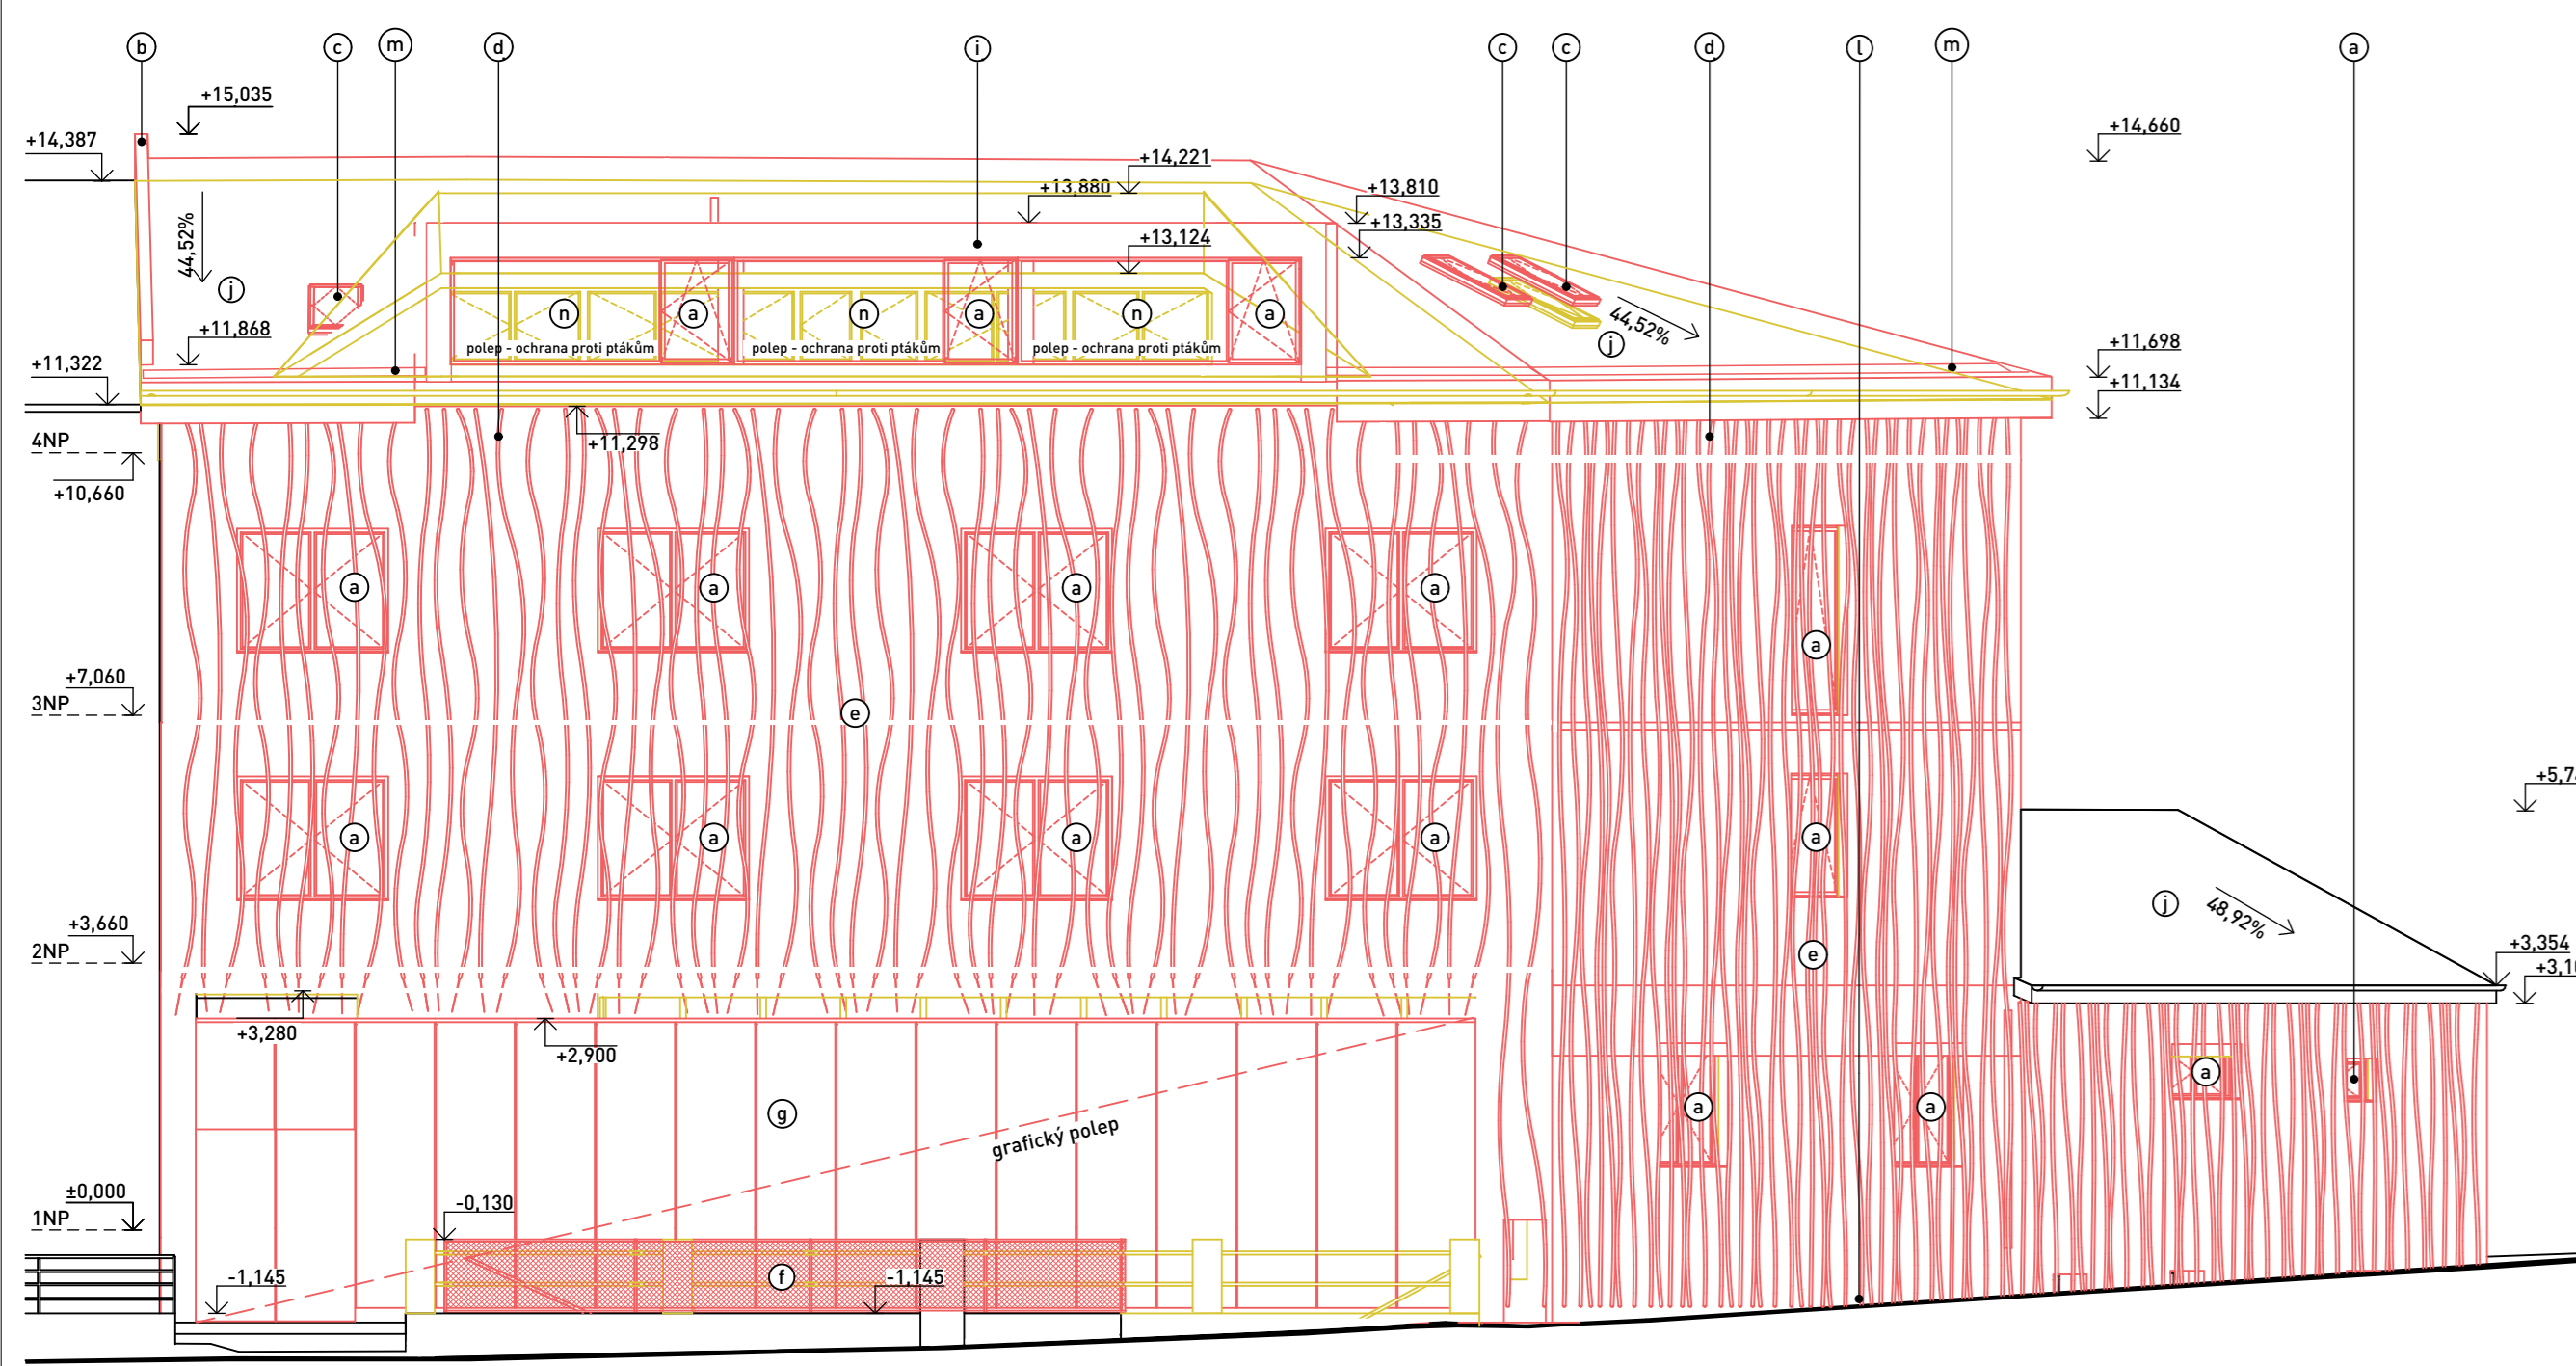 b c m d i c c d l m a
+15,035
+14,387
+14,660
+14,221
+13,880
+13,810
+13,335
+13,124
44,52%
j
c
n a n a n a
polep - ochrana proti ptákům polep - ochrana proti ptákům polep - ochrana proti ptákům
44,52%
j
+11,868
+11,322
+11,698
+11,134
+11,298
4NP
+10,660
a a a a
a
+7,060
3NP
e
+5,7
a a a a a
j
48,92%
+3,660
2NP
e
+3,354
+3,280
+2,900
a
a a
g
grafický polep
±0,000
1NP
-0,130
-1,145
f
-1,145